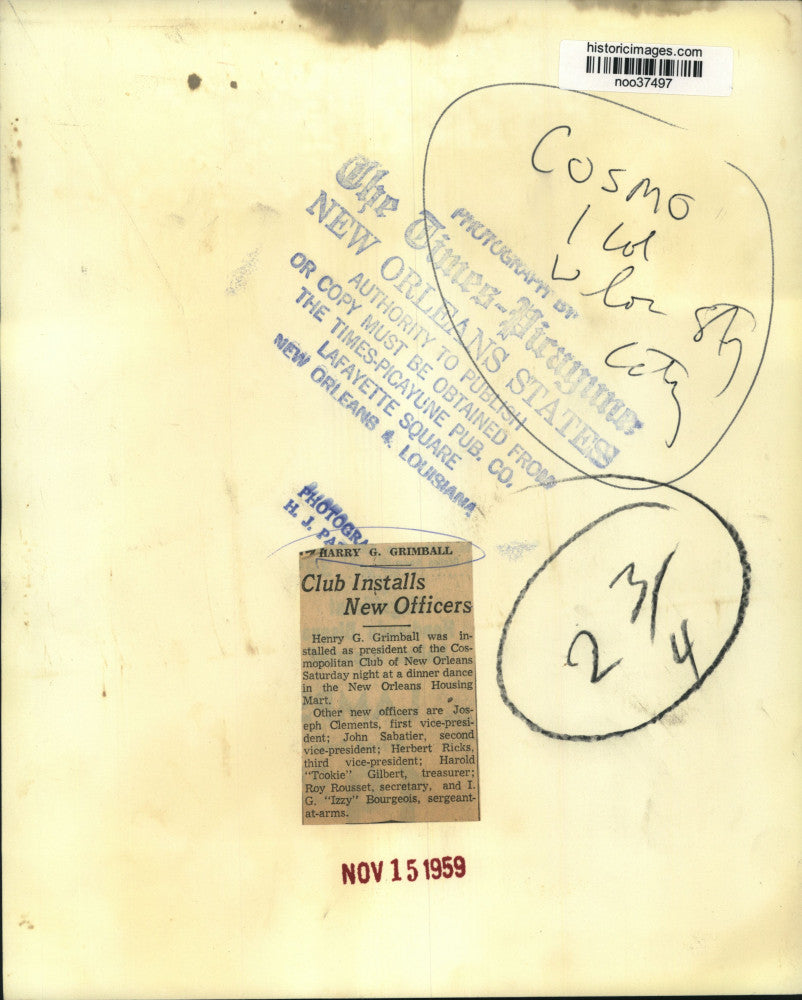 historicimages.com
noo37497
COSMO
1 col
City
The Times-Picayune
NEW ORLEANS STATES
PHOTOGRAPH BY
AUTHORITY TO PUBLISH
OR COPY MUST BE OBTAINED FROM
THE TIMES-PICAYUNE PUB. CO.
LAFAYETTE SQUARE
NEW ORLEANS 4, LOUISIANA
PHOTOGRA
H. J. PA
HARRY G. GRIMBALL
Club Installs
New Officers
Henry G. Grimball was in-
stalled as president of the Cos-
mopolitan Club of New Orleans
Saturday night at a dinner dance
in the New Orleans Housing
Mart.
Other new officers are Jos-
eph Clements, first vice-presi-
dent; John Sabatier, second
vice-president; Herbert Ricks,
third vice-president; Harold
"Tookie" Gilbert, treasurer;
Roy Rousset, secretary, and I.
G. "Izzy" Bourgeois, sergeant-
at-arms.
2 3/4
NOV 15 1959